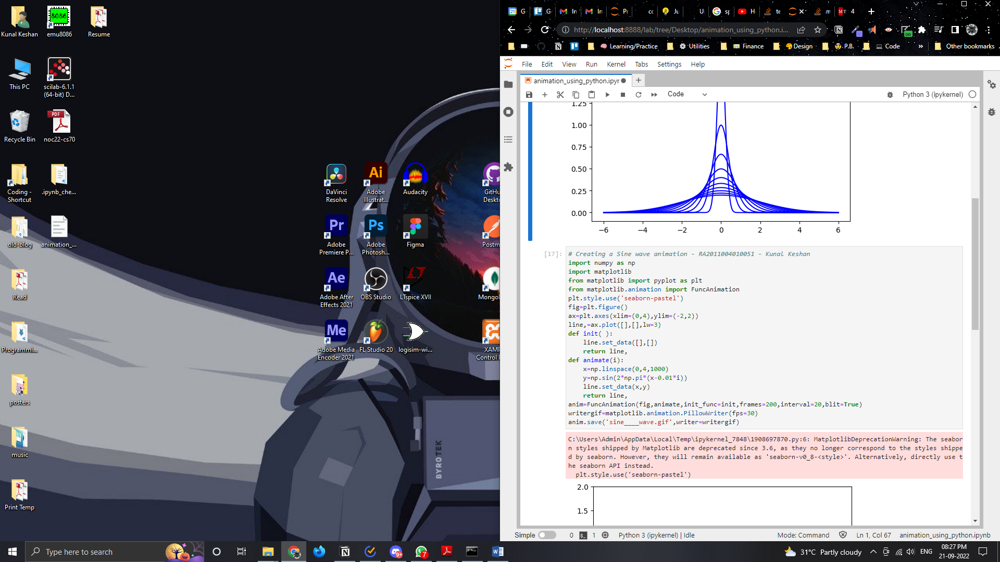 Kunal Keshan
emu8086
Resume
This PC
scilab-6.1.1
(64-bit) D...
Recycle Bin
noc22-cs70
Coding -
Shortcut
.ipynb_che...
old-blog
animation_...
Read
Programmi...
posters
music
Print Temp
DaVinci
Resolve
Adobe
Illustrat...
Audacity
GitHu
Deskto
Adobe
Premiere P...
Adobe
Photosh...
Figma
Postm
Adobe After
Effects 2021
OBS Studio
LTspice XVII
Mongol
Adobe Media
Encoder 2021
FL Studio 20
logisim-wi...
XAMP
Control P
BYROTEK
http://localhost:8888/lab/tree/Desktop/animation_using_python.i...
Learning/Practice
Utilities
Finance
Design
P.B.
Code
»
Other bookmarks
File Edit View Run Kernel Tabs Settings Help
animation_using_python.ipyr
Code
Python 3 (ipykernel)
1.25
1.00
0.75
0.50
0.25
0.00
−6 −4 −2 0 2 4 6
[17]:
# Creating a Sine wave animation - RA2011004010051 - Kunal Keshan
import numpy as np
import matplotlib
from matplotlib import pyplot as plt
from matplotlib.animation import FuncAnimation
plt.style.use('seaborn-pastel')
fig=plt.figure()
ax=plt.axes(xlim=(0,4),ylim=(-2,2))
line,=ax.plot([],[],lw=3)
def init( ):
    line.set_data([],[])
    return line,
def animate(i):
    x=np.linspace(0,4,1000)
    y=np.sin(2*np.pi*(x-0.01*i))
    line.set_data(x,y)
    return line,
anim=FuncAnimation(fig,animate,init_func=init,frames=200,interval=20,blit=True)
writergif=matplotlib.animation.PillowWriter(fps=30)
anim.save('sine____wave.gif',writer=writergif)
C:\Users\Admin\AppData\Local\Temp\ipykernel_7848\1908697870.py:6: MatplotlibDeprecationWarning: The seabor
n styles shipped by Matplotlib are deprecated since 3.6, as they no longer correspond to the styles shippe
d by seaborn. However, they will remain available as 'seaborn-v0_8-<style>'. Alternatively, directly use t
he seaborn API instead.
  plt.style.use('seaborn-pastel')
2.0
1.5
Simple 0 1 Python 3 (ipykernel) | Idle Mode: Command Ln 1, Col 67 animation_using_python.ipynb
Type here to search
31°C Partly cloudy ENG
08:27 PM
21-09-2022